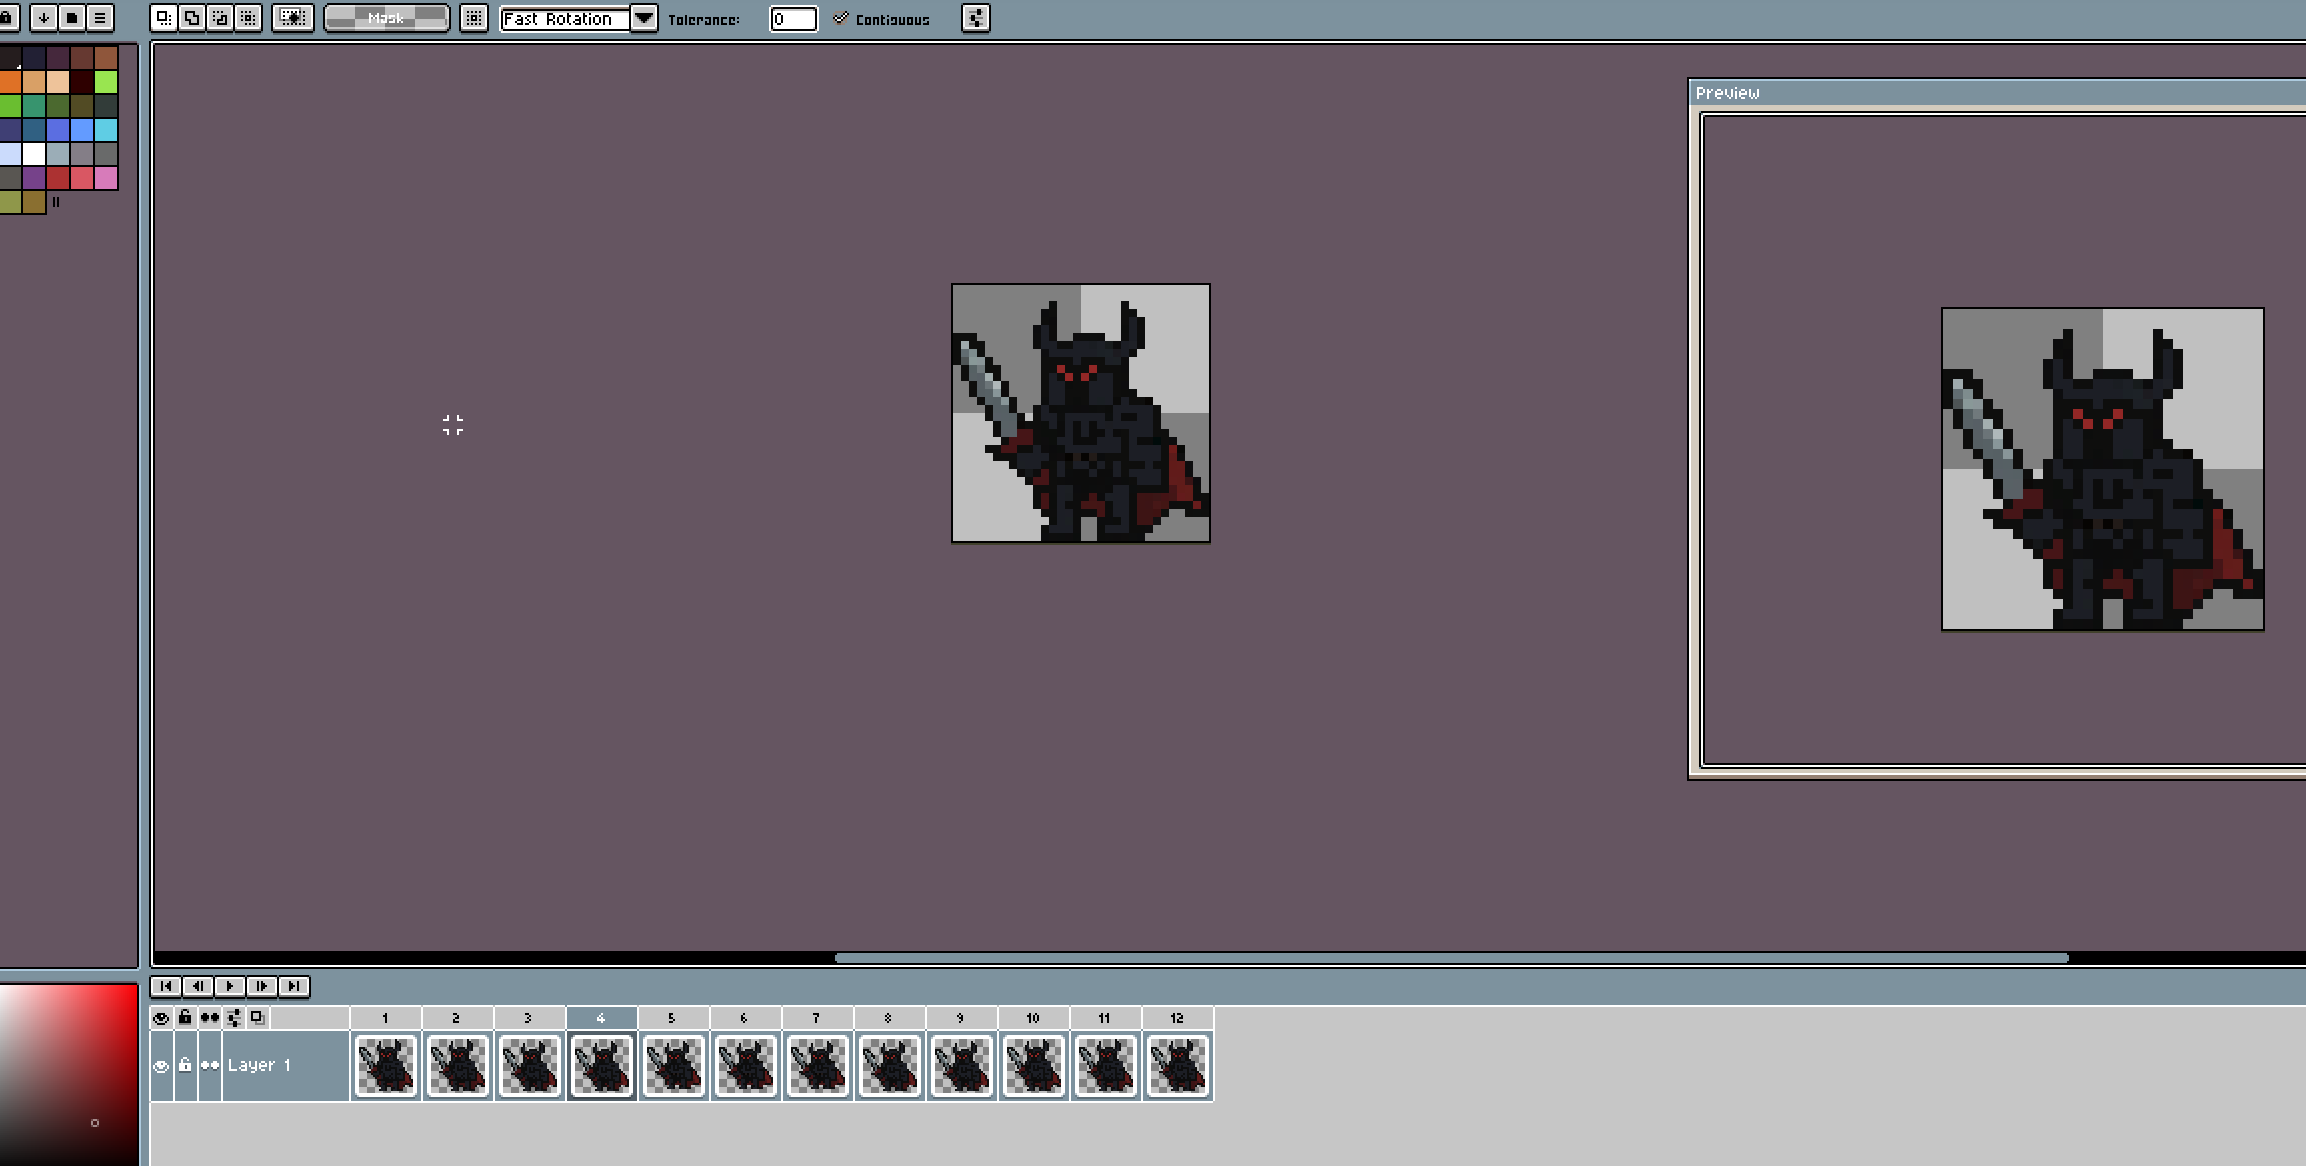 Mask
Fast Rotation
Tolerance:
0
Contiguous
Preview
1 2 3 4 5 6 7 8 9 10 11 12
Layer 1